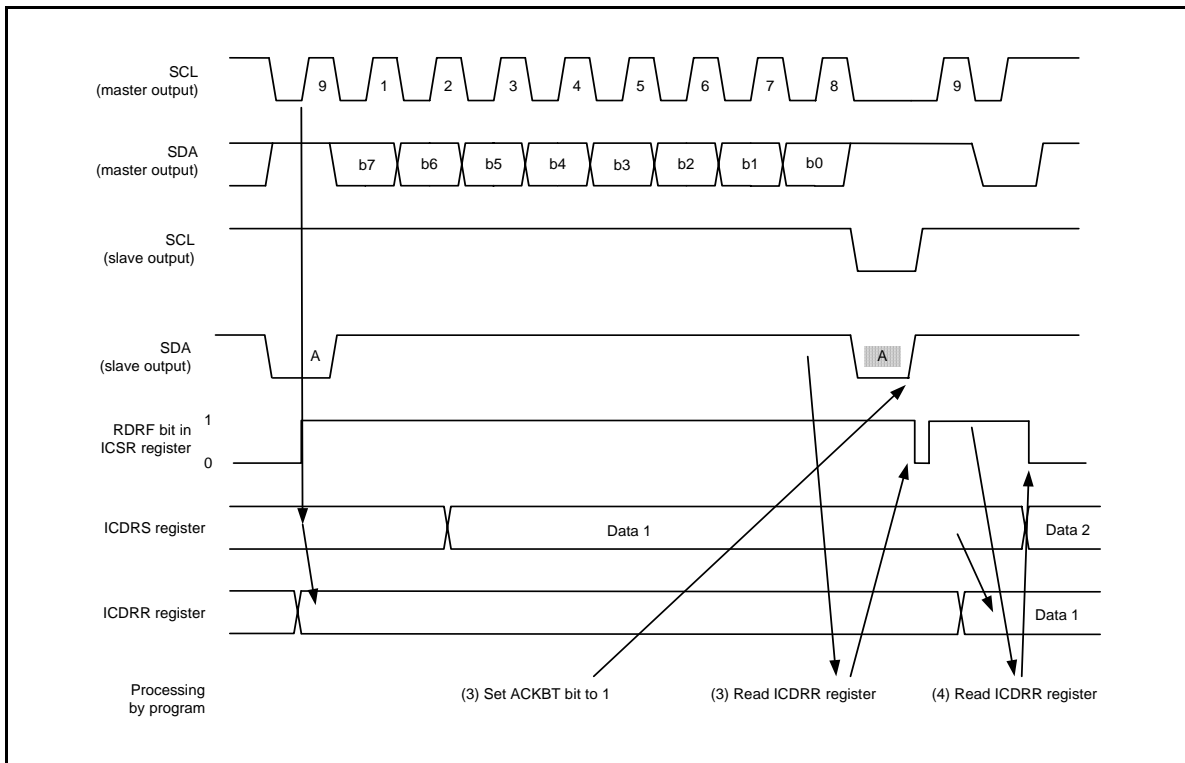 SCL
(master output)
9 1 2 3 4 5 6 7 8 9
SDA
(master output)
b7 b6 b5 b4 b3 b2 b1 b0
SCL
(slave output)
SDA
(slave output)
A A
RDRF bit in
ICSR register
1
0
ICDRS register
Data 1 Data 2
ICDRR register
Data 1
Processing
by program
(3) Set ACKBT bit to 1 (3) Read ICDRR register (4) Read ICDRR register